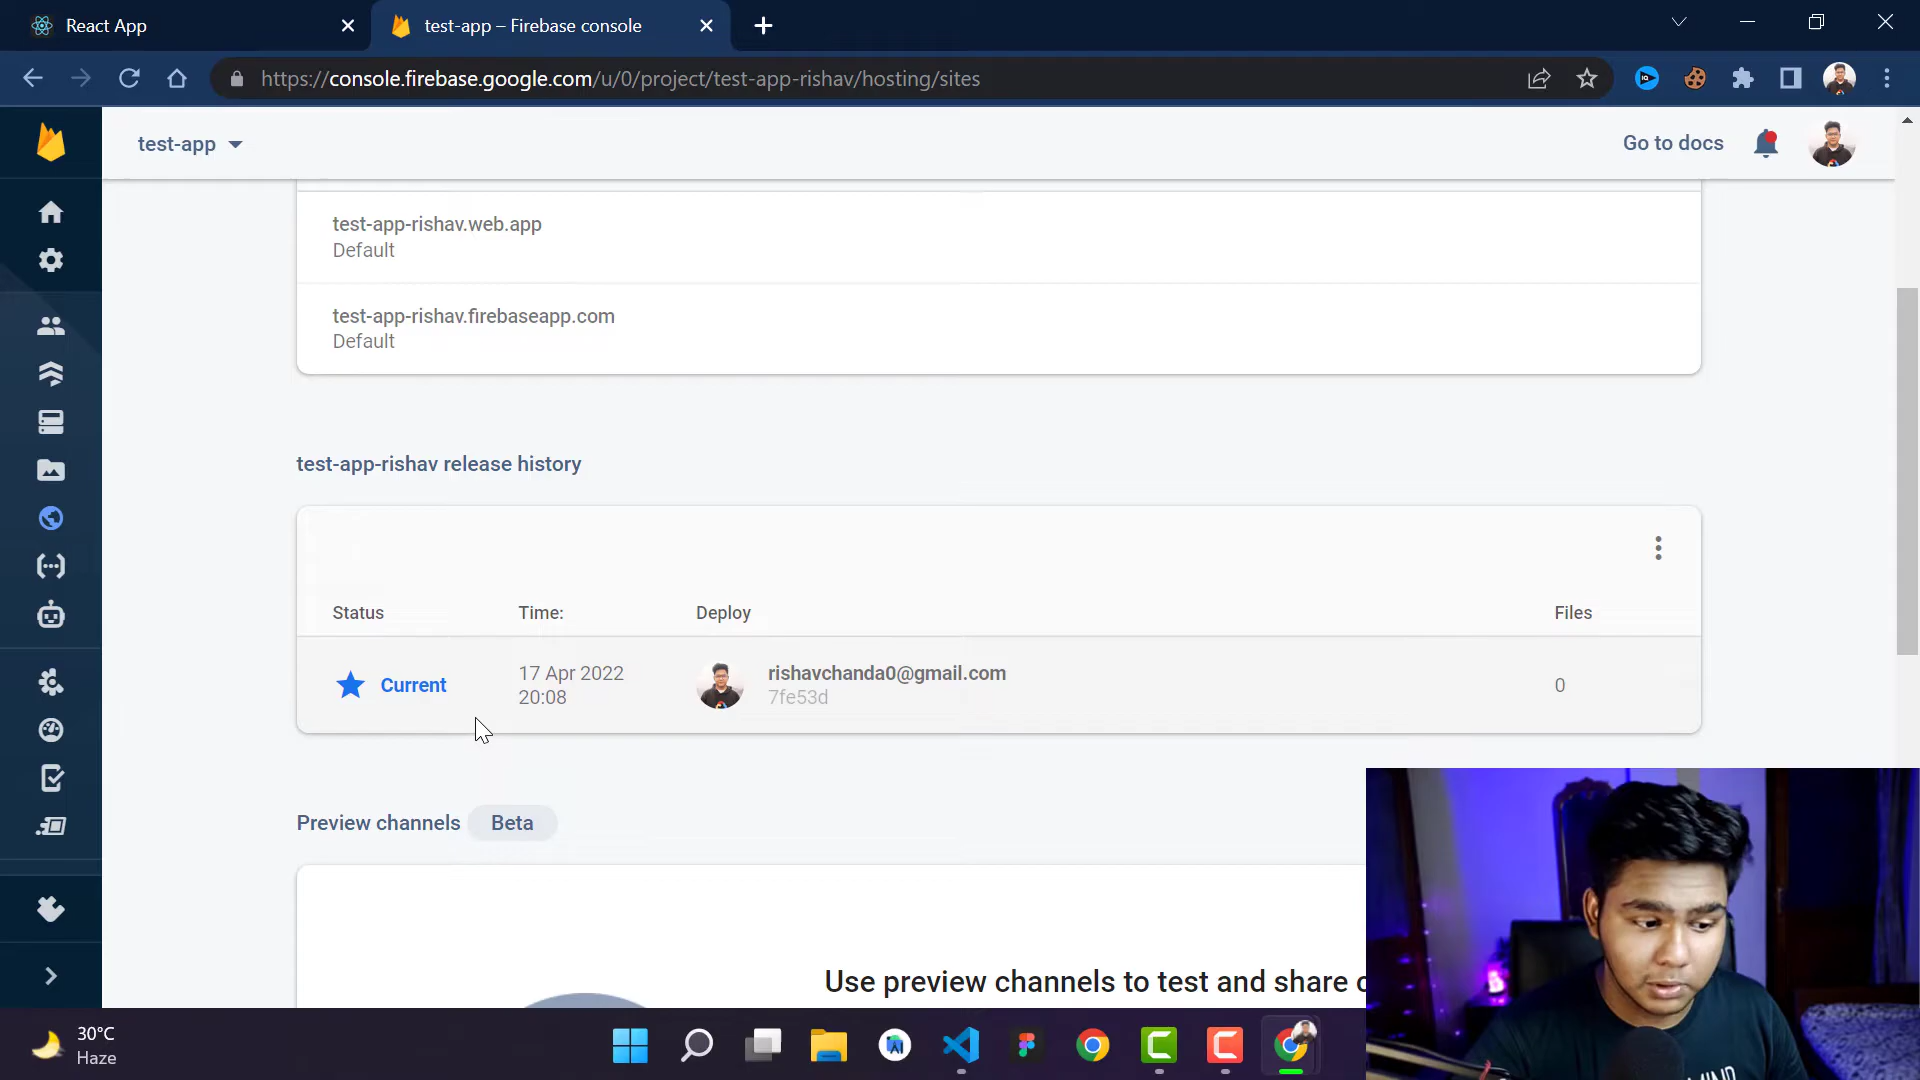 React App
test-app – Firebase console
https://console.firebase.google.com/u/0/project/test-app-rishav/hosting/sites
test-app
Go to docs
test-app-rishav.web.app
Default
test-app-rishav.firebaseapp.com
Default
test-app-rishav release history
Status
Time:
Deploy
Files
Current
17 Apr 2022
20:08
rishavchanda0@gmail.com
7fe53d
0
Preview channels
Beta
Use preview channels to test and share
30°C
Haze